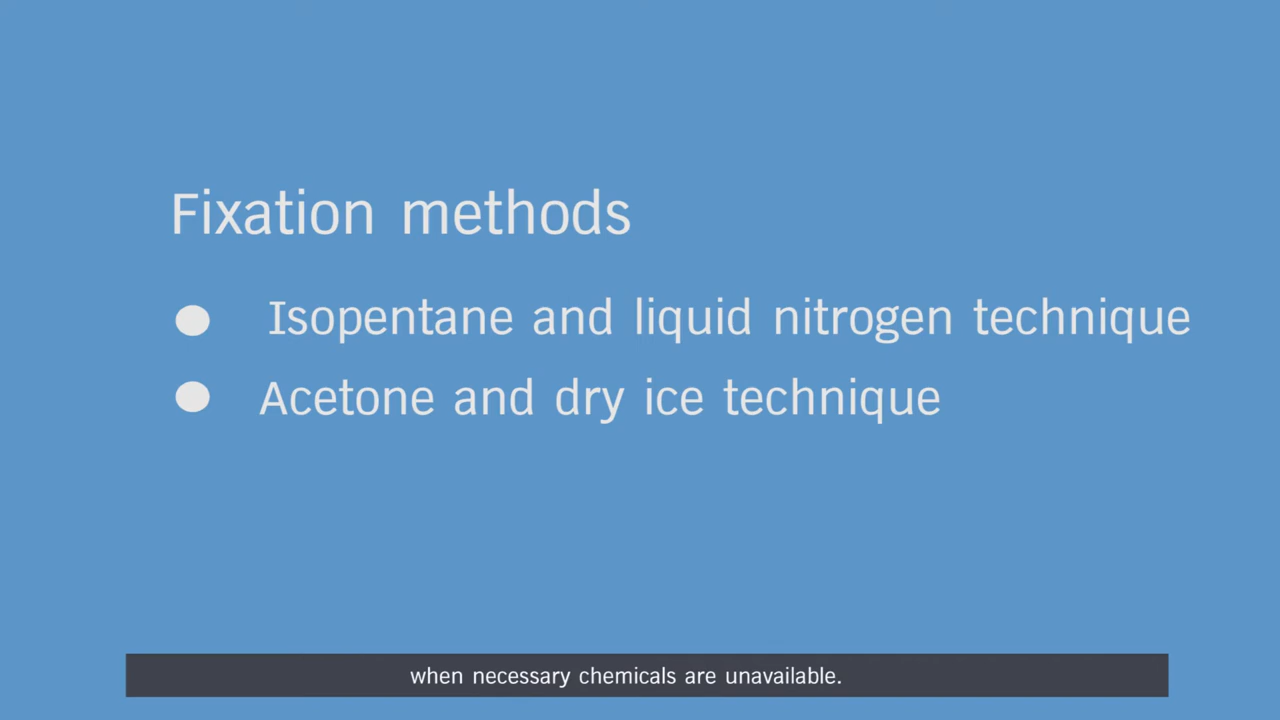 Fixation methods
Isopentane and liquid nitrogen technique
Acetone and dry ice technique
when necessary chemicals are unavailable.